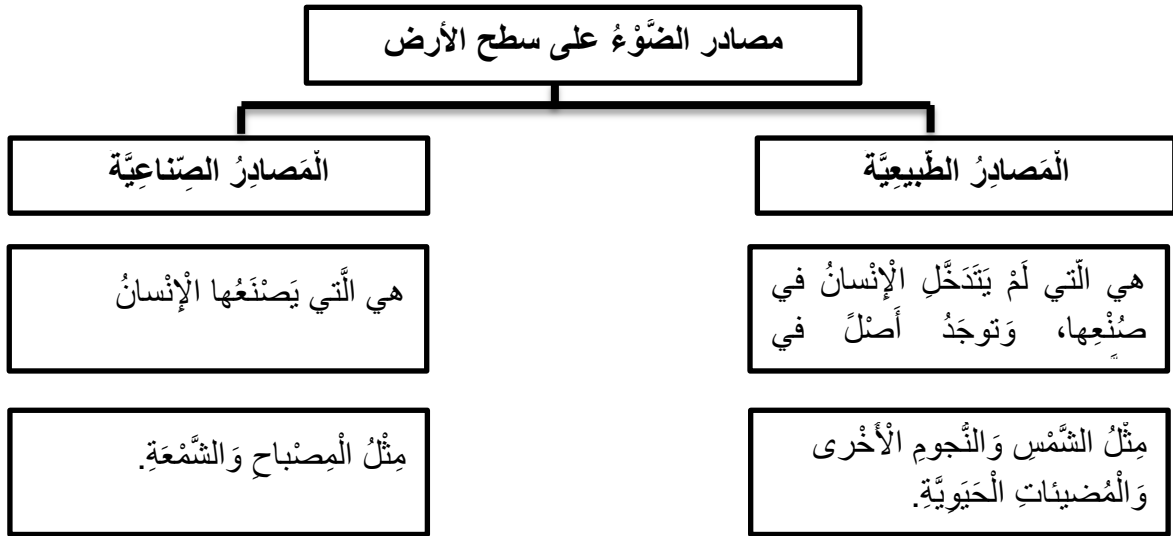 مصادر الضَّوْءُ على سطح الأرض
الْمَصادِرُ الطَّبيعِيَّة
الْمَصادِرُ الصِّناعِيَّة
هي الَّتي لَمْ يَتَدَخَّلِ الْإِنْسانُ في
صُنْعِها، وَتوجَدُ أَصْلً في
هي الَّتي يَصْنَعُها الْإِنْسانُ
مِثْلُ الشَّمْسِ وَالنُّجومِ الْأَخْرى
وَالْمُضيئاتِ الْحَيَوِيَّةِ.
مِثْلُ الْمِصْباحِ وَالشَّمْعَةِ.